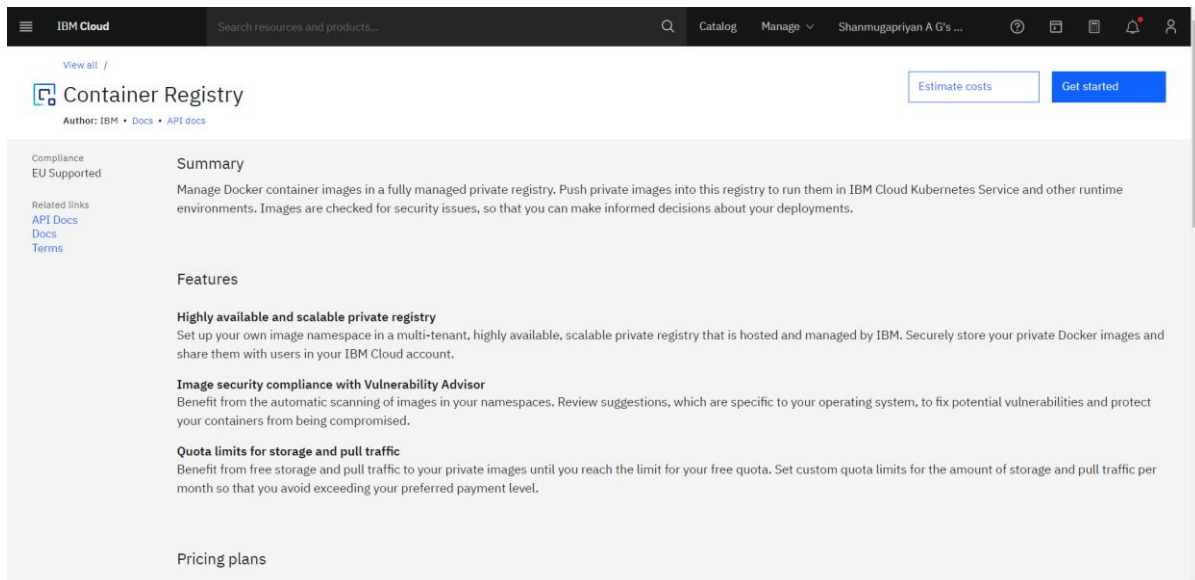 IBM Cloud
Search resources and products...
Catalog
Manage
Shanmugapriyan A G's ...
View all /
Container Registry
Estimate costs
Get started
Author: IBM • Docs • API docs
Compliance
EU Supported
Related links
API Docs
Docs
Terms
Summary
Manage Docker container images in a fully managed private registry. Push private images into this registry to run them in IBM Cloud Kubernetes Service and other runtime
environments. Images are checked for security issues, so that you can make informed decisions about your deployments.
Features
Highly available and scalable private registry
Set up your own image namespace in a multi-tenant, highly available, scalable private registry that is hosted and managed by IBM. Securely store your private Docker images and
share them with users in your IBM Cloud account.
Image security compliance with Vulnerability Advisor
Benefit from the automatic scanning of images in your namespaces. Review suggestions, which are specific to your operating system, to fix potential vulnerabilities and protect
your containers from being compromised.
Quota limits for storage and pull traffic
Benefit from free storage and pull traffic to your private images until you reach the limit for your free quota. Set custom quota limits for the amount of storage and pull traffic per
month so that you avoid exceeding your preferred payment level.
Pricing plans